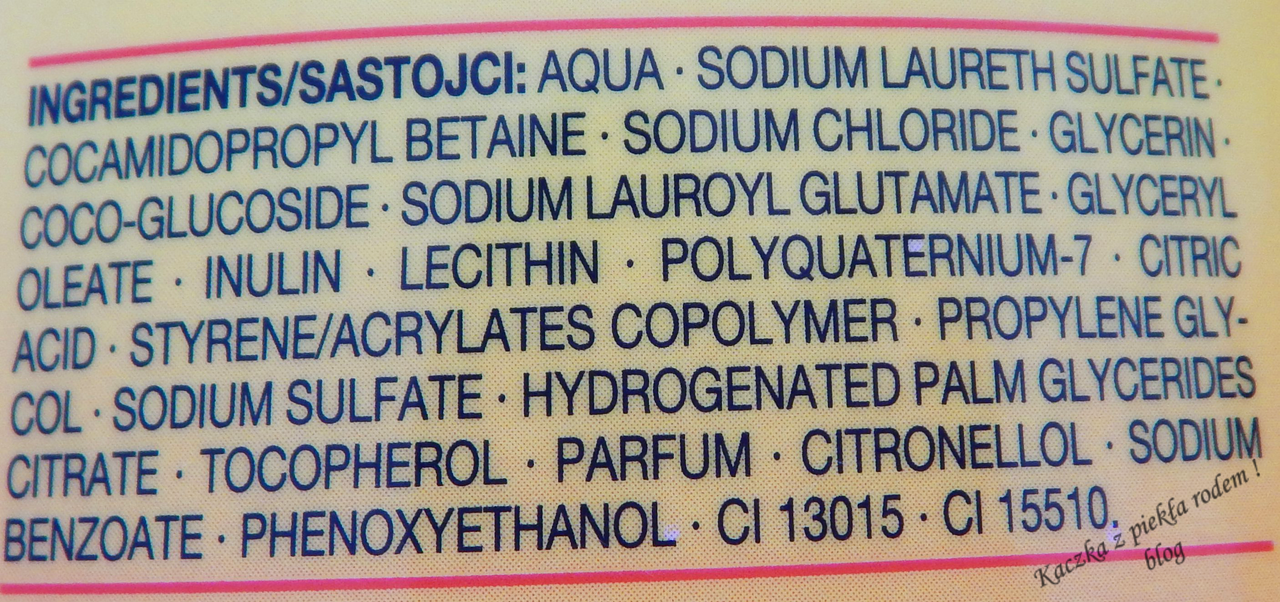 INGREDIENTS/SASTOJCI: AQUA · SODIUM LAURETH SULFATE ·
COCAMIDOPROPYL BETAINE · SODIUM CHLORIDE · GLYCERIN ·
COCO-GLUCOSIDE · SODIUM LAUROYL GLUTAMATE · GLYCERYL
OLEATE · INULIN · LECITHIN · POLYQUATERNIUM-7 · CITRIC
ACID · STYRENE/ACRYLATES COPOLYMER · PROPYLENE GLY-
COL · SODIUM SULFATE · HYDROGENATED PALM GLYCERIDES
CITRATE · TOCOPHEROL · PARFUM · CITRONELLOL · SODIUM
BENZOATE · PHENOXYETHANOL · CI 13015 · CI 15510.
Kaczka z piekła rodem !
blog